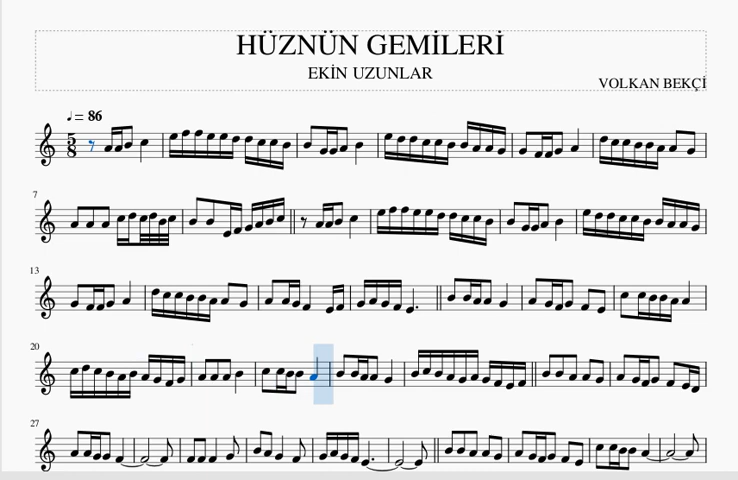 HÜZNÜN GEMİLERİ
EKİN UZUNLAR
VOLKAN BEKÇİ
♩ = 86
5
8
7
13
20
27